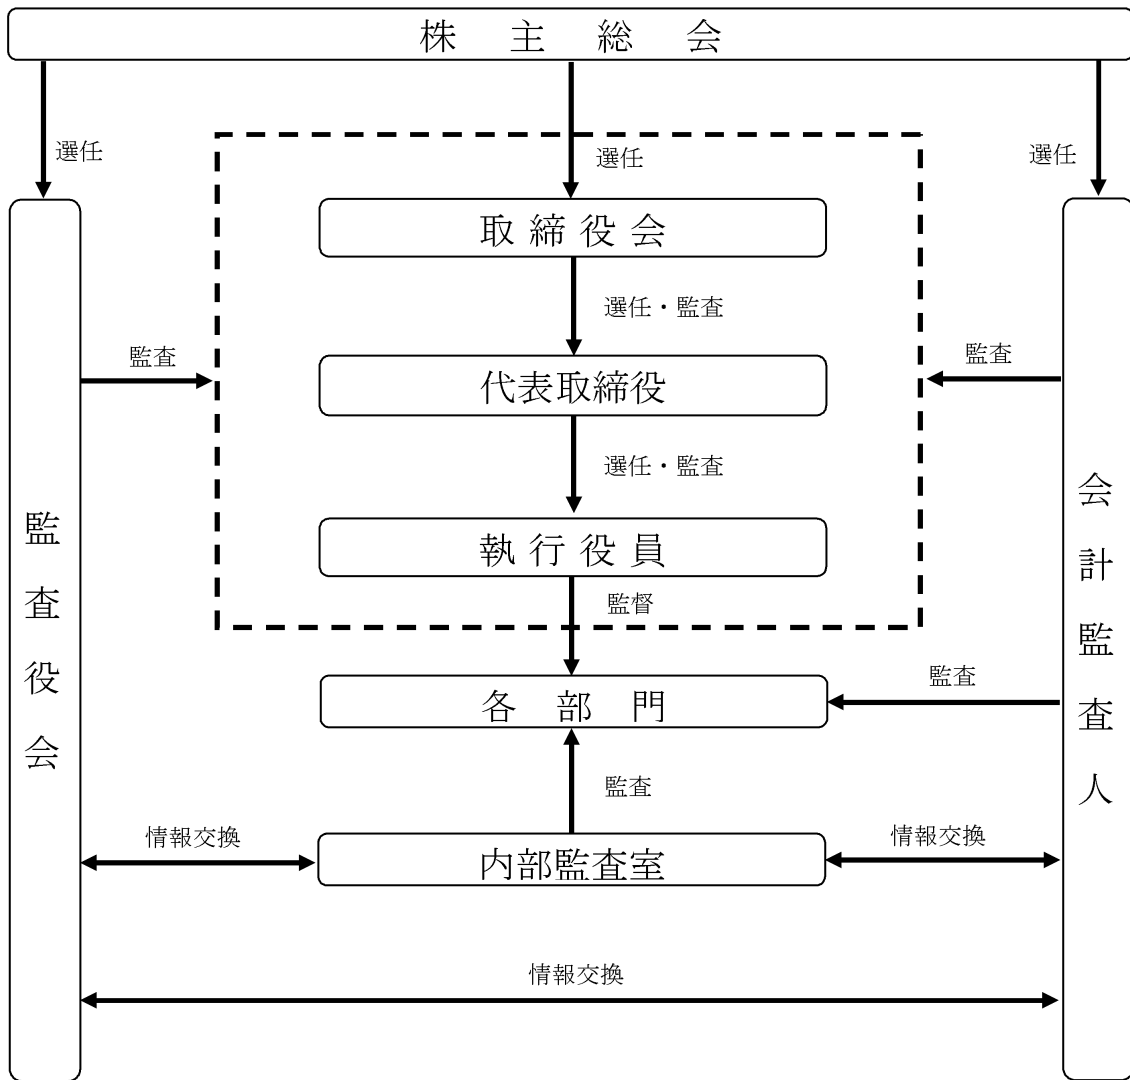 株主総会
選任
選任
選任
取締役会
選任・監査
監査
監査
代表取締役
選任・監査
執行役員
監督
監査役会
会計監査人
監査
各部門
監査
情報交換
情報交換
内部監査室
情報交換